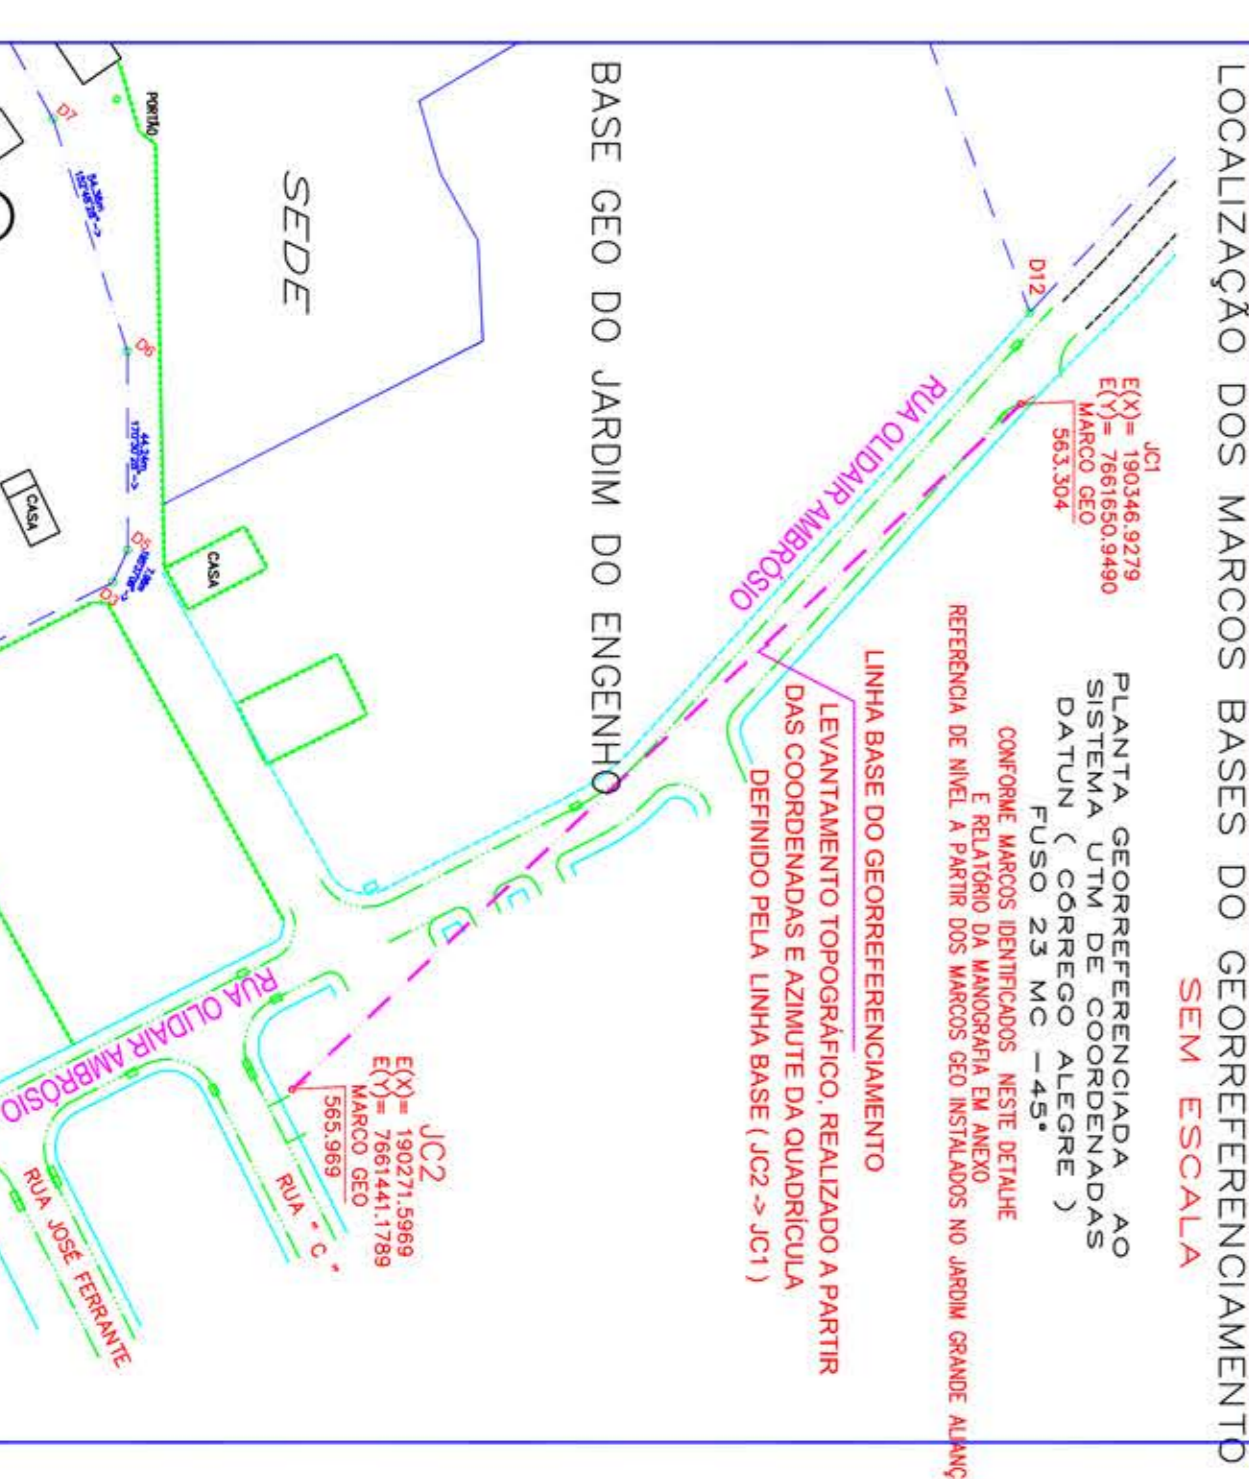 LOCALIZAÇÃO DOS MARCOS BASES DO GEORREFERENCIAMENTO
SEM ESCALA
PLANTA GEORREFERENCIADA AO
SISTEMA UTM DE COORDENADAS
DATUN ( CÓRREGO ALEGRE )
FUSO 23 MC -45°
CONFORME MARCOS IDENTIFICADOS NESTE DETALHE
E RELATÓRIO DA MANOGRAFIA EM ANEXO
REFERÊNCIA DE NÍVEL A PARTIR DOS MARCOS GEO INSTALADOS NO JARDIM GRANDE ALIANÇ
JC1
E(X)= 190346.9279
E(Y)= 7661650.9490
MARCO GEO
563.304
D12
RUA OLIDAIR AMBRÓSIO
LINHA BASE DO GEORREFERENCIAMENTO
LEVANTAMENTO TOPOGRÁFICO, REALIZADO A PARTIR
DAS COORDENADAS E AZIMUTE DA QUADRÍCULA
DEFINIDO PELA LINHA BASE ( JC2 -> JC1 )
BASE GEO DO JARDIM DO ENGENHO
JC2
E(X)= 190271.5969
E(Y)= 7661441.1789
MARCO GEO
565.969
SEDE
RUA " C "
RUA OLIDAIR AMBRÓSIO
RUA JOSÉ FERRANTE
CASA
PORTÃO
D7
D6
44.24m
170°30'28" ->
D5
D3
CASA